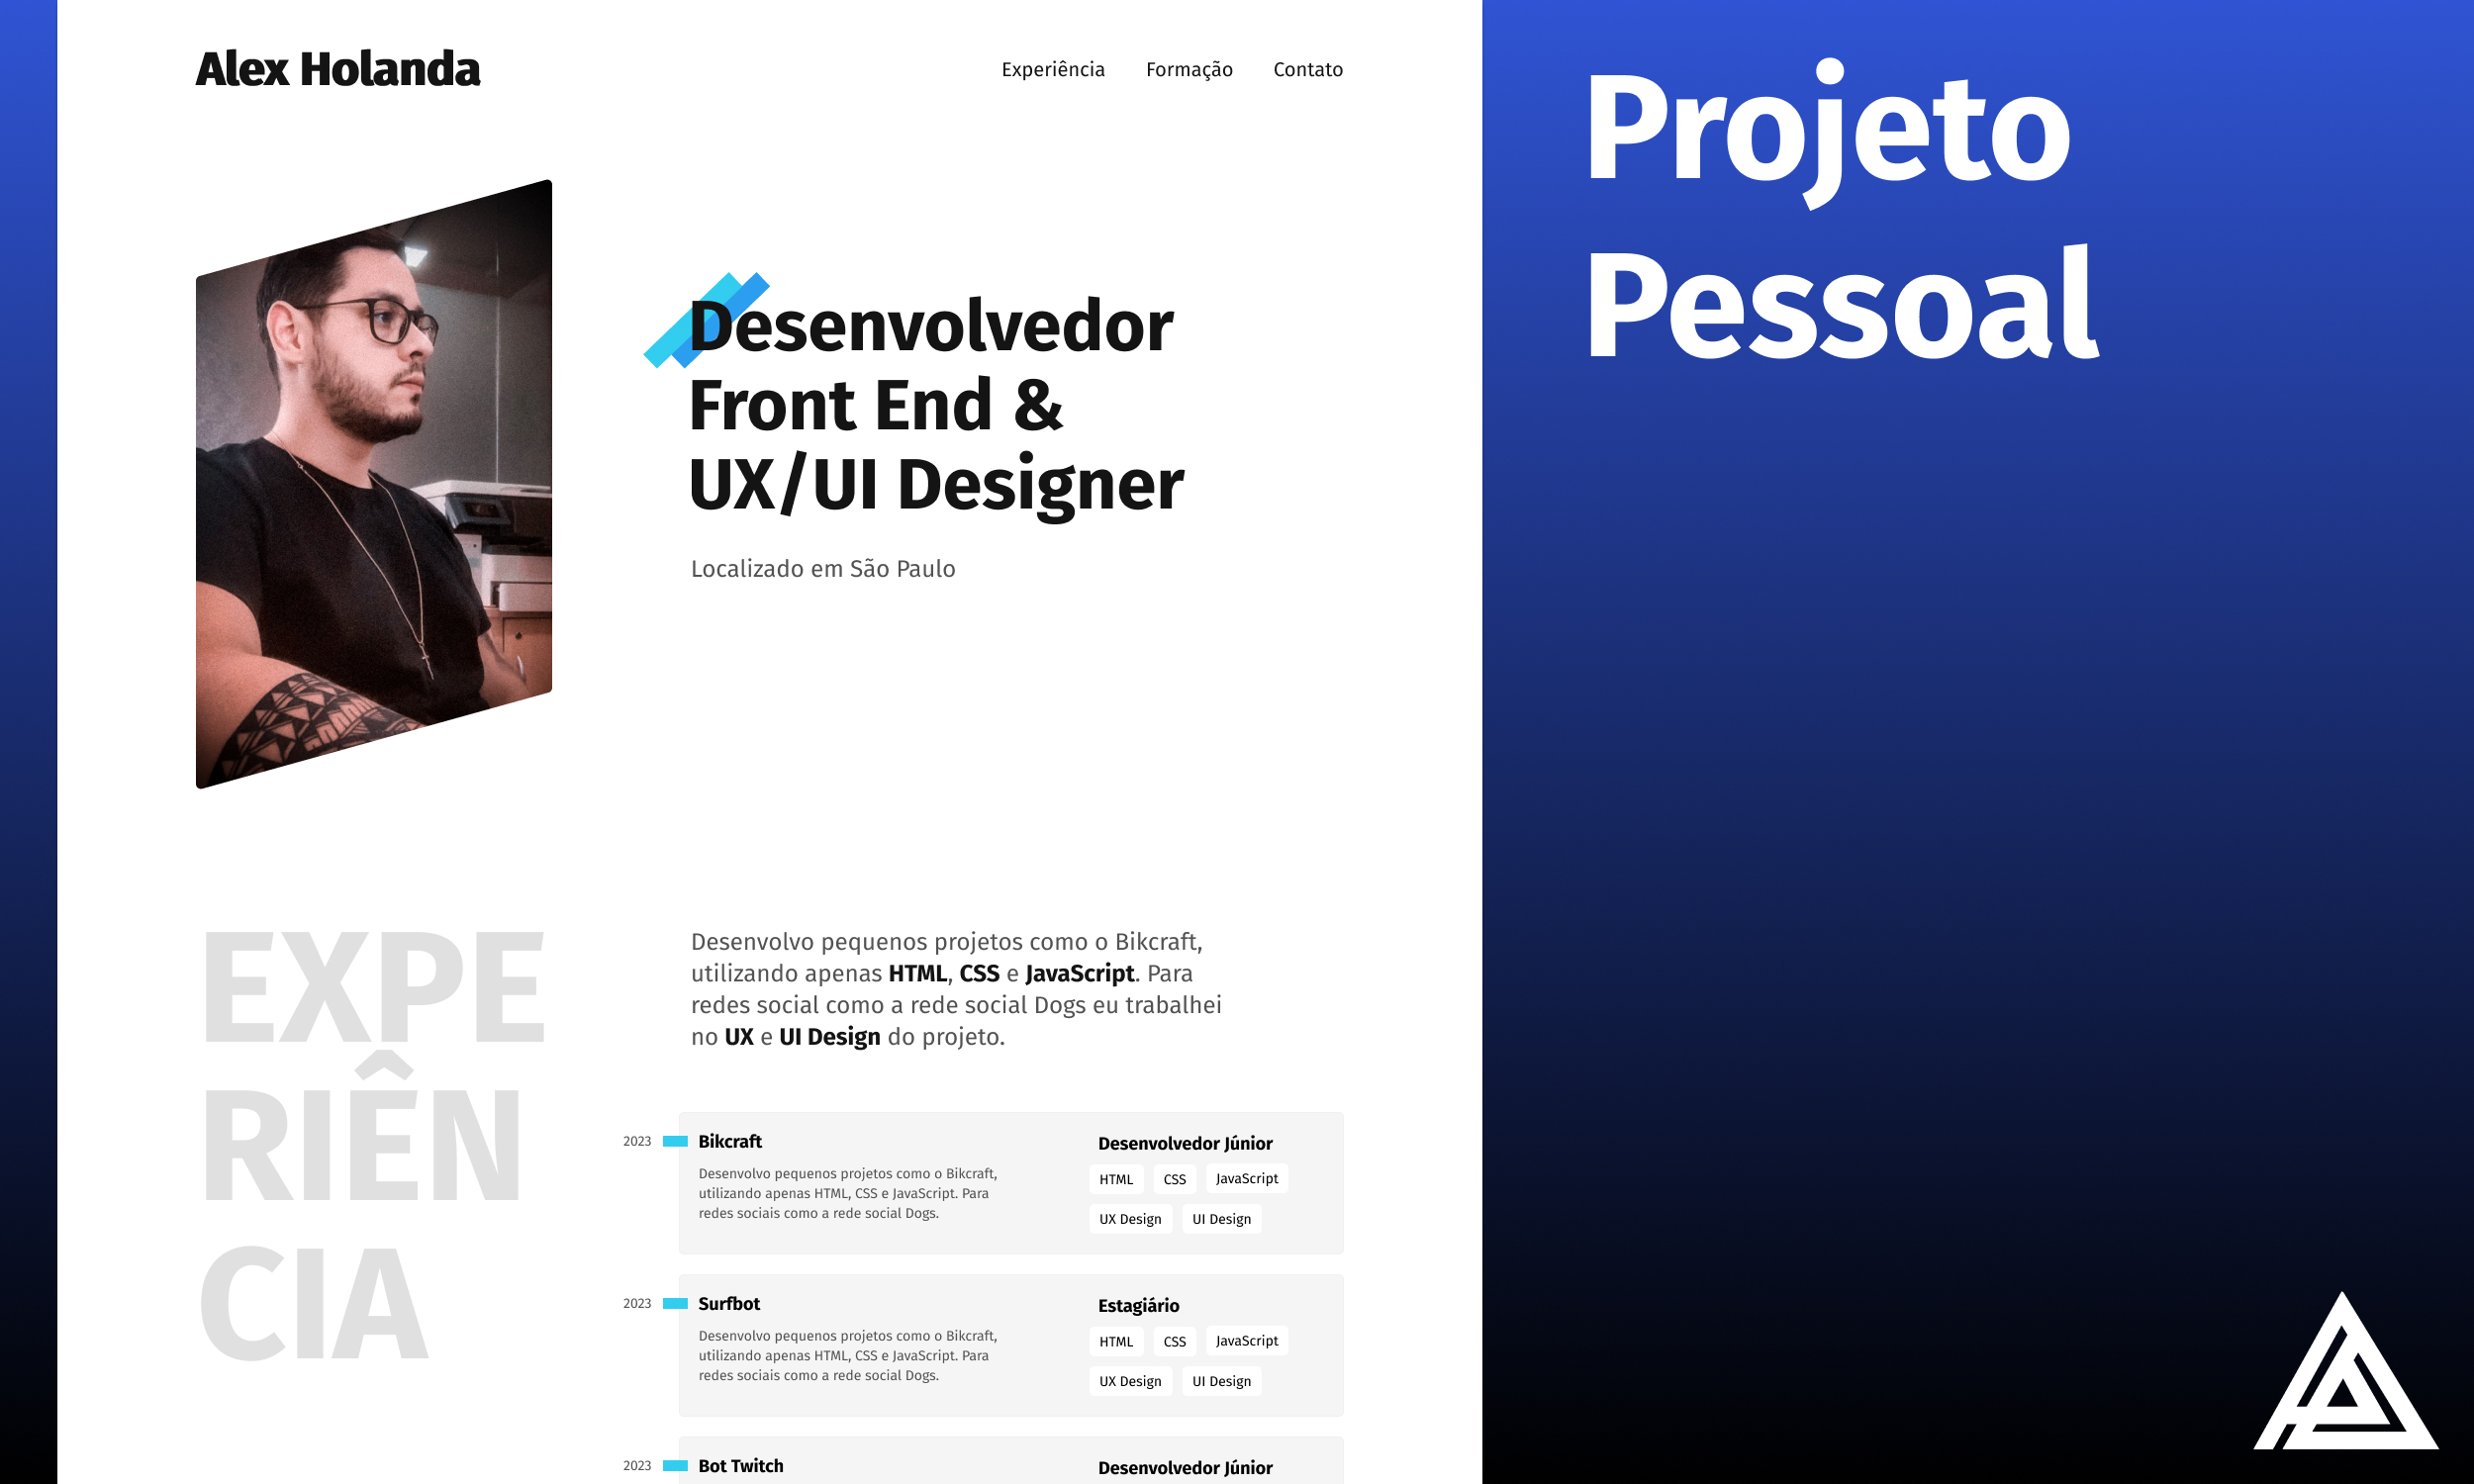 Alex Holanda
Experiência Formação Contato
Desenvolvedor
Front End &
UX/UI Designer
Localizado em São Paulo
EXPE
RIÊN
CIA
Desenvolvo pequenos projetos como o Bikcraft,
utilizando apenas HTML, CSS e JavaScript. Para
redes social como a rede social Dogs eu trabalhei
no UX e UI Design do projeto.
2023
Bikcraft
Desenvolvo pequenos projetos como o Bikcraft,
utilizando apenas HTML, CSS e JavaScript. Para
redes sociais como a rede social Dogs.
Desenvolvedor Júnior
HTML CSS JavaScript
UX Design UI Design
2023
Surfbot
Desenvolvo pequenos projetos como o Bikcraft,
utilizando apenas HTML, CSS e JavaScript. Para
redes sociais como a rede social Dogs.
Estagiário
HTML CSS JavaScript
UX Design UI Design
2023
Bot Twitch
Desenvolvedor Júnior
Projeto
Pessoal